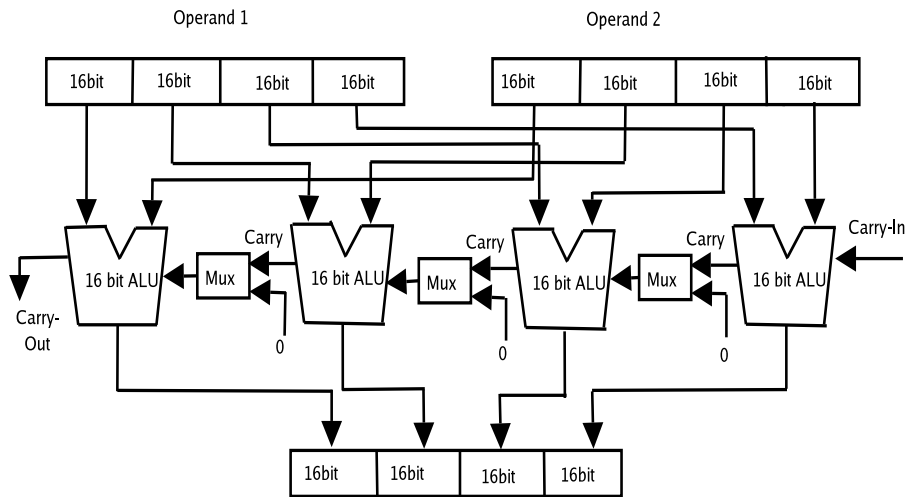 Operand 1
Operand 2
16bit 16bit 16bit 16bit
16bit 16bit 16bit 16bit
Carry Carry Carry Carry-In
16 bit ALU Mux 16 bit ALU Mux 16 bit ALU Mux 16 bit ALU
Carry-
Out
0 0 0
16bit 16bit 16bit 16bit